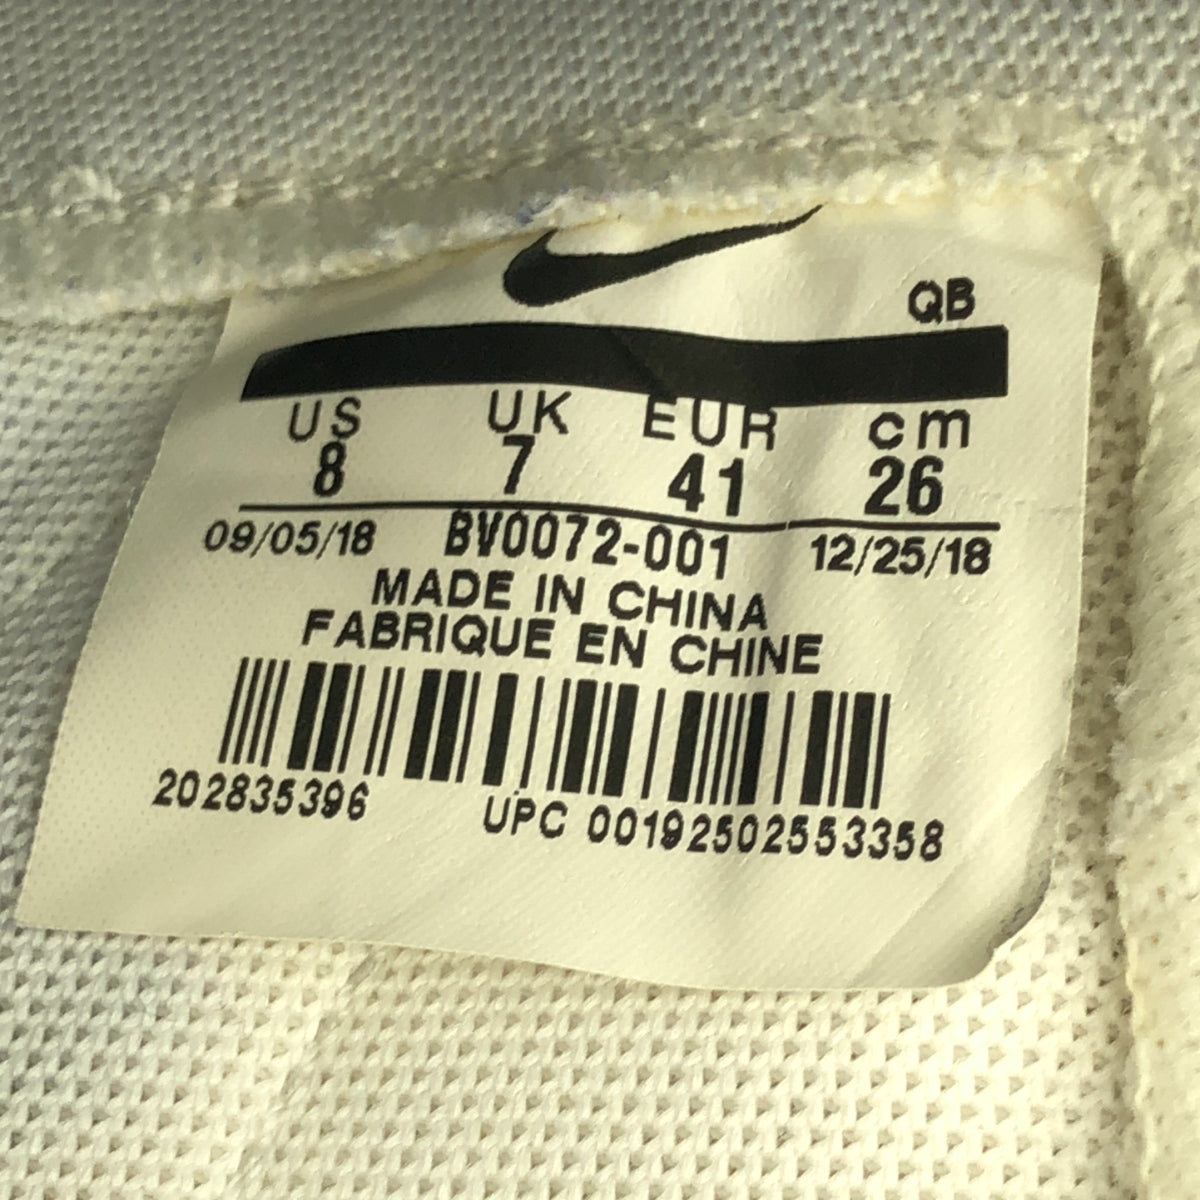 QB
US UK EUR cm
8 7 41 26
09/05/18 BV0072-001 12/25/18
MADE IN CHINA
FABRIQUE EN CHINE
202835396 UPC 00192502553358